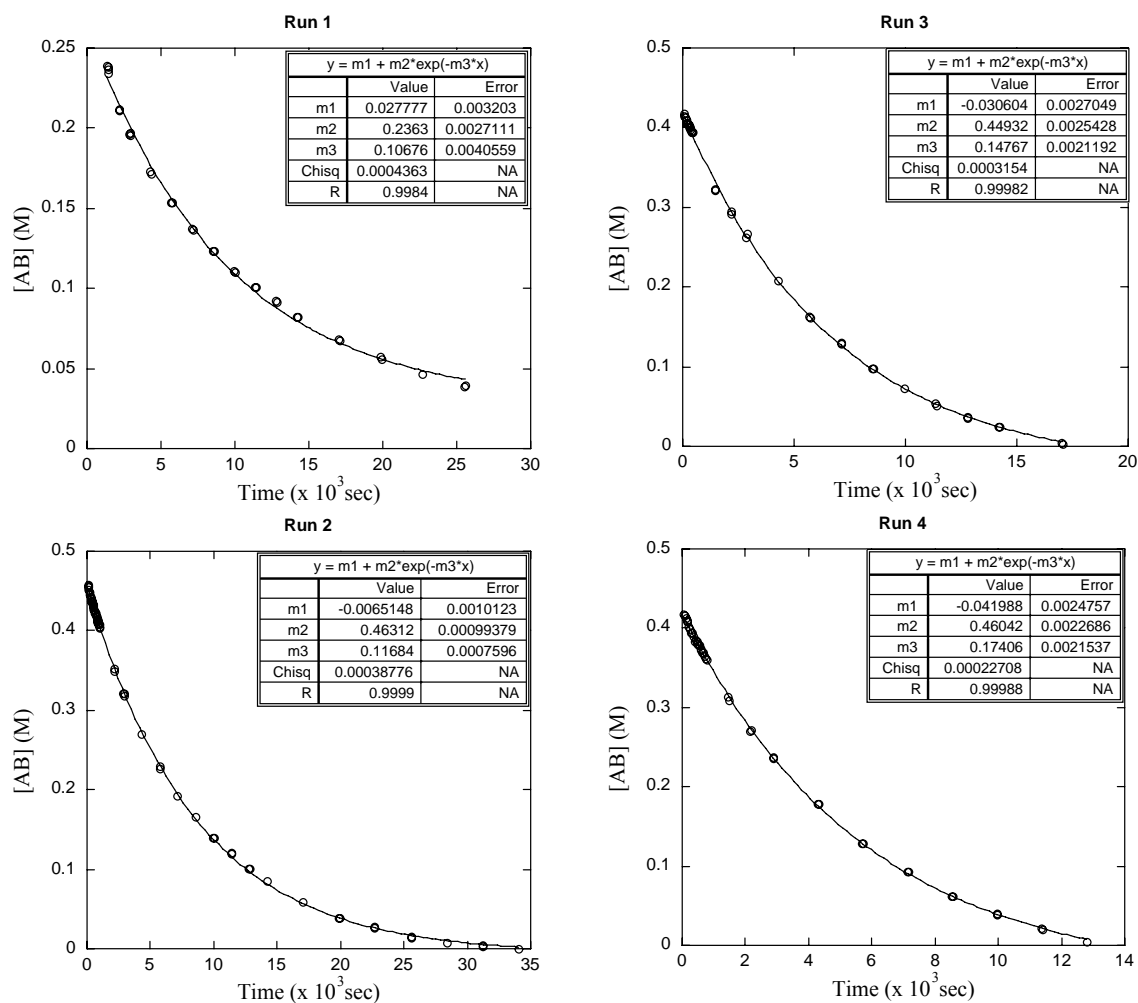 Run 1
y = m1 + m2*exp(-m3*x)
Value Error
m1 0.027777 0.003203
m2 0.2363 0.0027111
m3 0.10676 0.0040559
Chisq 0.0004363 NA
R 0.9984 NA
[AB] (M)
0.25
0.2
0.15
0.1
0.05
0
0 5 10 15 20 25 30
Time (x 10³sec)
Run 3
y = m1 + m2*exp(-m3*x)
Value Error
m1 -0.030604 0.0027049
m2 0.44932 0.0025428
m3 0.14767 0.0021192
Chisq 0.0003154 NA
R 0.99982 NA
[AB] (M)
0.5
0.4
0.3
0.2
0.1
0
0 5 10 15 20
Time (x 10³sec)
Run 2
y = m1 + m2*exp(-m3*x)
Value Error
m1 -0.0065148 0.0010123
m2 0.46312 0.00099379
m3 0.11684 0.0007596
Chisq 0.00038776 NA
R 0.9999 NA
[AB] (M)
0.5
0.4
0.3
0.2
0.1
0
0 5 10 15 20 25 30 35
Time (x 10³sec)
Run 4
y = m1 + m2*exp(-m3*x)
Value Error
m1 -0.041988 0.0024757
m2 0.46042 0.0022686
m3 0.17406 0.0021537
Chisq 0.00022708 NA
R 0.99988 NA
[AB] (M)
0.5
0.4
0.3
0.2
0.1
0
0 2 4 6 8 10 12 14
Time (x 10³sec)